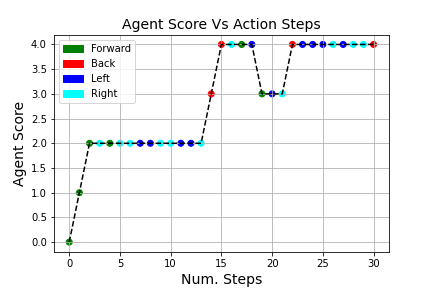 Agent Score Vs Action Steps
Forward
Back
Left
Right
Agent Score
4.0
3.5
3.0
2.5
2.0
1.5
1.0
0.5
0.0
0 5 10 15 20 25 30
Num. Steps